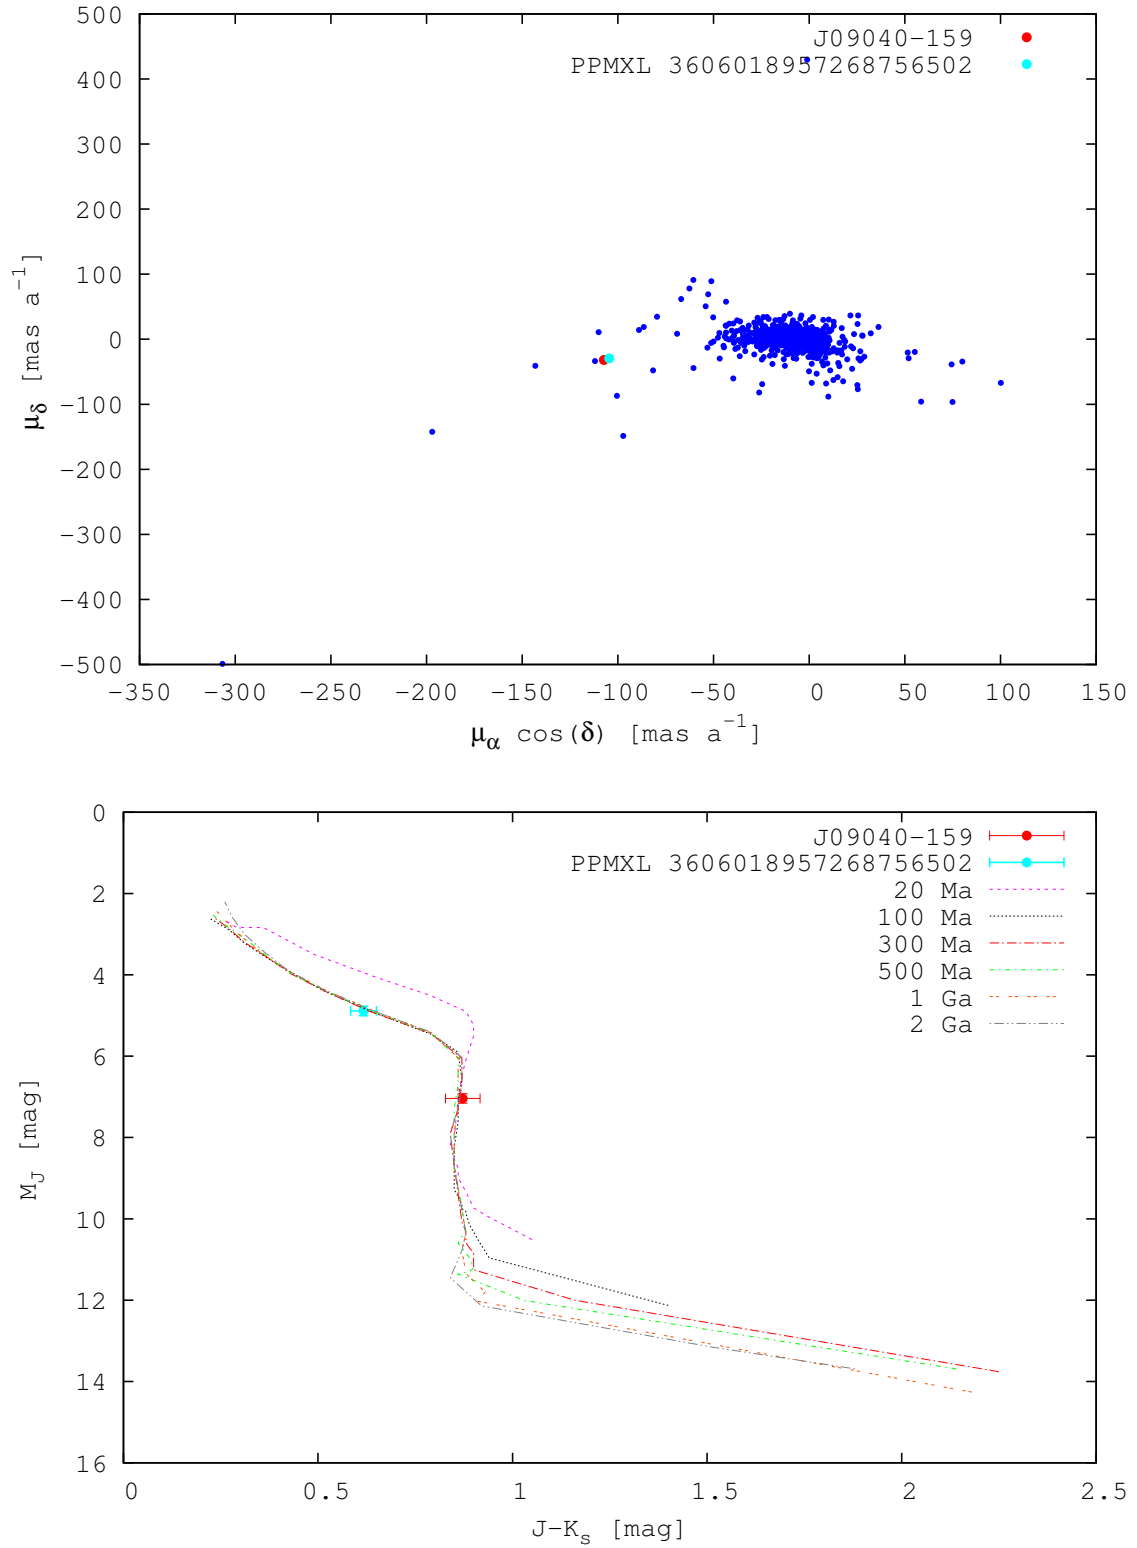 500
400
300
200
100
0
-100
-200
-300
-400
-500
-350 -300 -250 -200 -150 -100 -50 0 50 100 150
μδ [mas a⁻¹]
μα cos(δ) [mas a⁻¹]
J09040-159
PPMXL 3606018957268756502
0
2
4
6
8
10
12
14
16
0 0.5 1 1.5 2 2.5
MJ [mag]
J-Ks [mag]
J09040-159
PPMXL 3606018957268756502
20 Ma
100 Ma
300 Ma
500 Ma
1 Ga
2 Ga